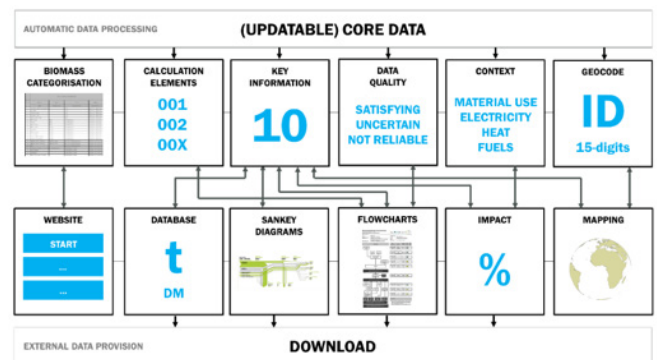 AUTOMATIC DATA PROCESSING
(UPDATABLE) CORE DATA
BIOMASS
CATEGORISATION
CALCULATION
ELEMENTS
001
002
00X
KEY
INFORMATION
10
DATA
QUALITY
SATISFYING
UNCERTAIN
NOT RELIABLE
CONTEXT
MATERIAL USE
ELECTRICITY
HEAT
FUELS
GEOCODE
ID
15-digits
WEBSITE
START
...
...
DATABASE
t
DM
SANKEY
DIAGRAMS
FLOWCHARTS
IMPACT
%
MAPPING
EXTERNAL DATA PROVISION
DOWNLOAD